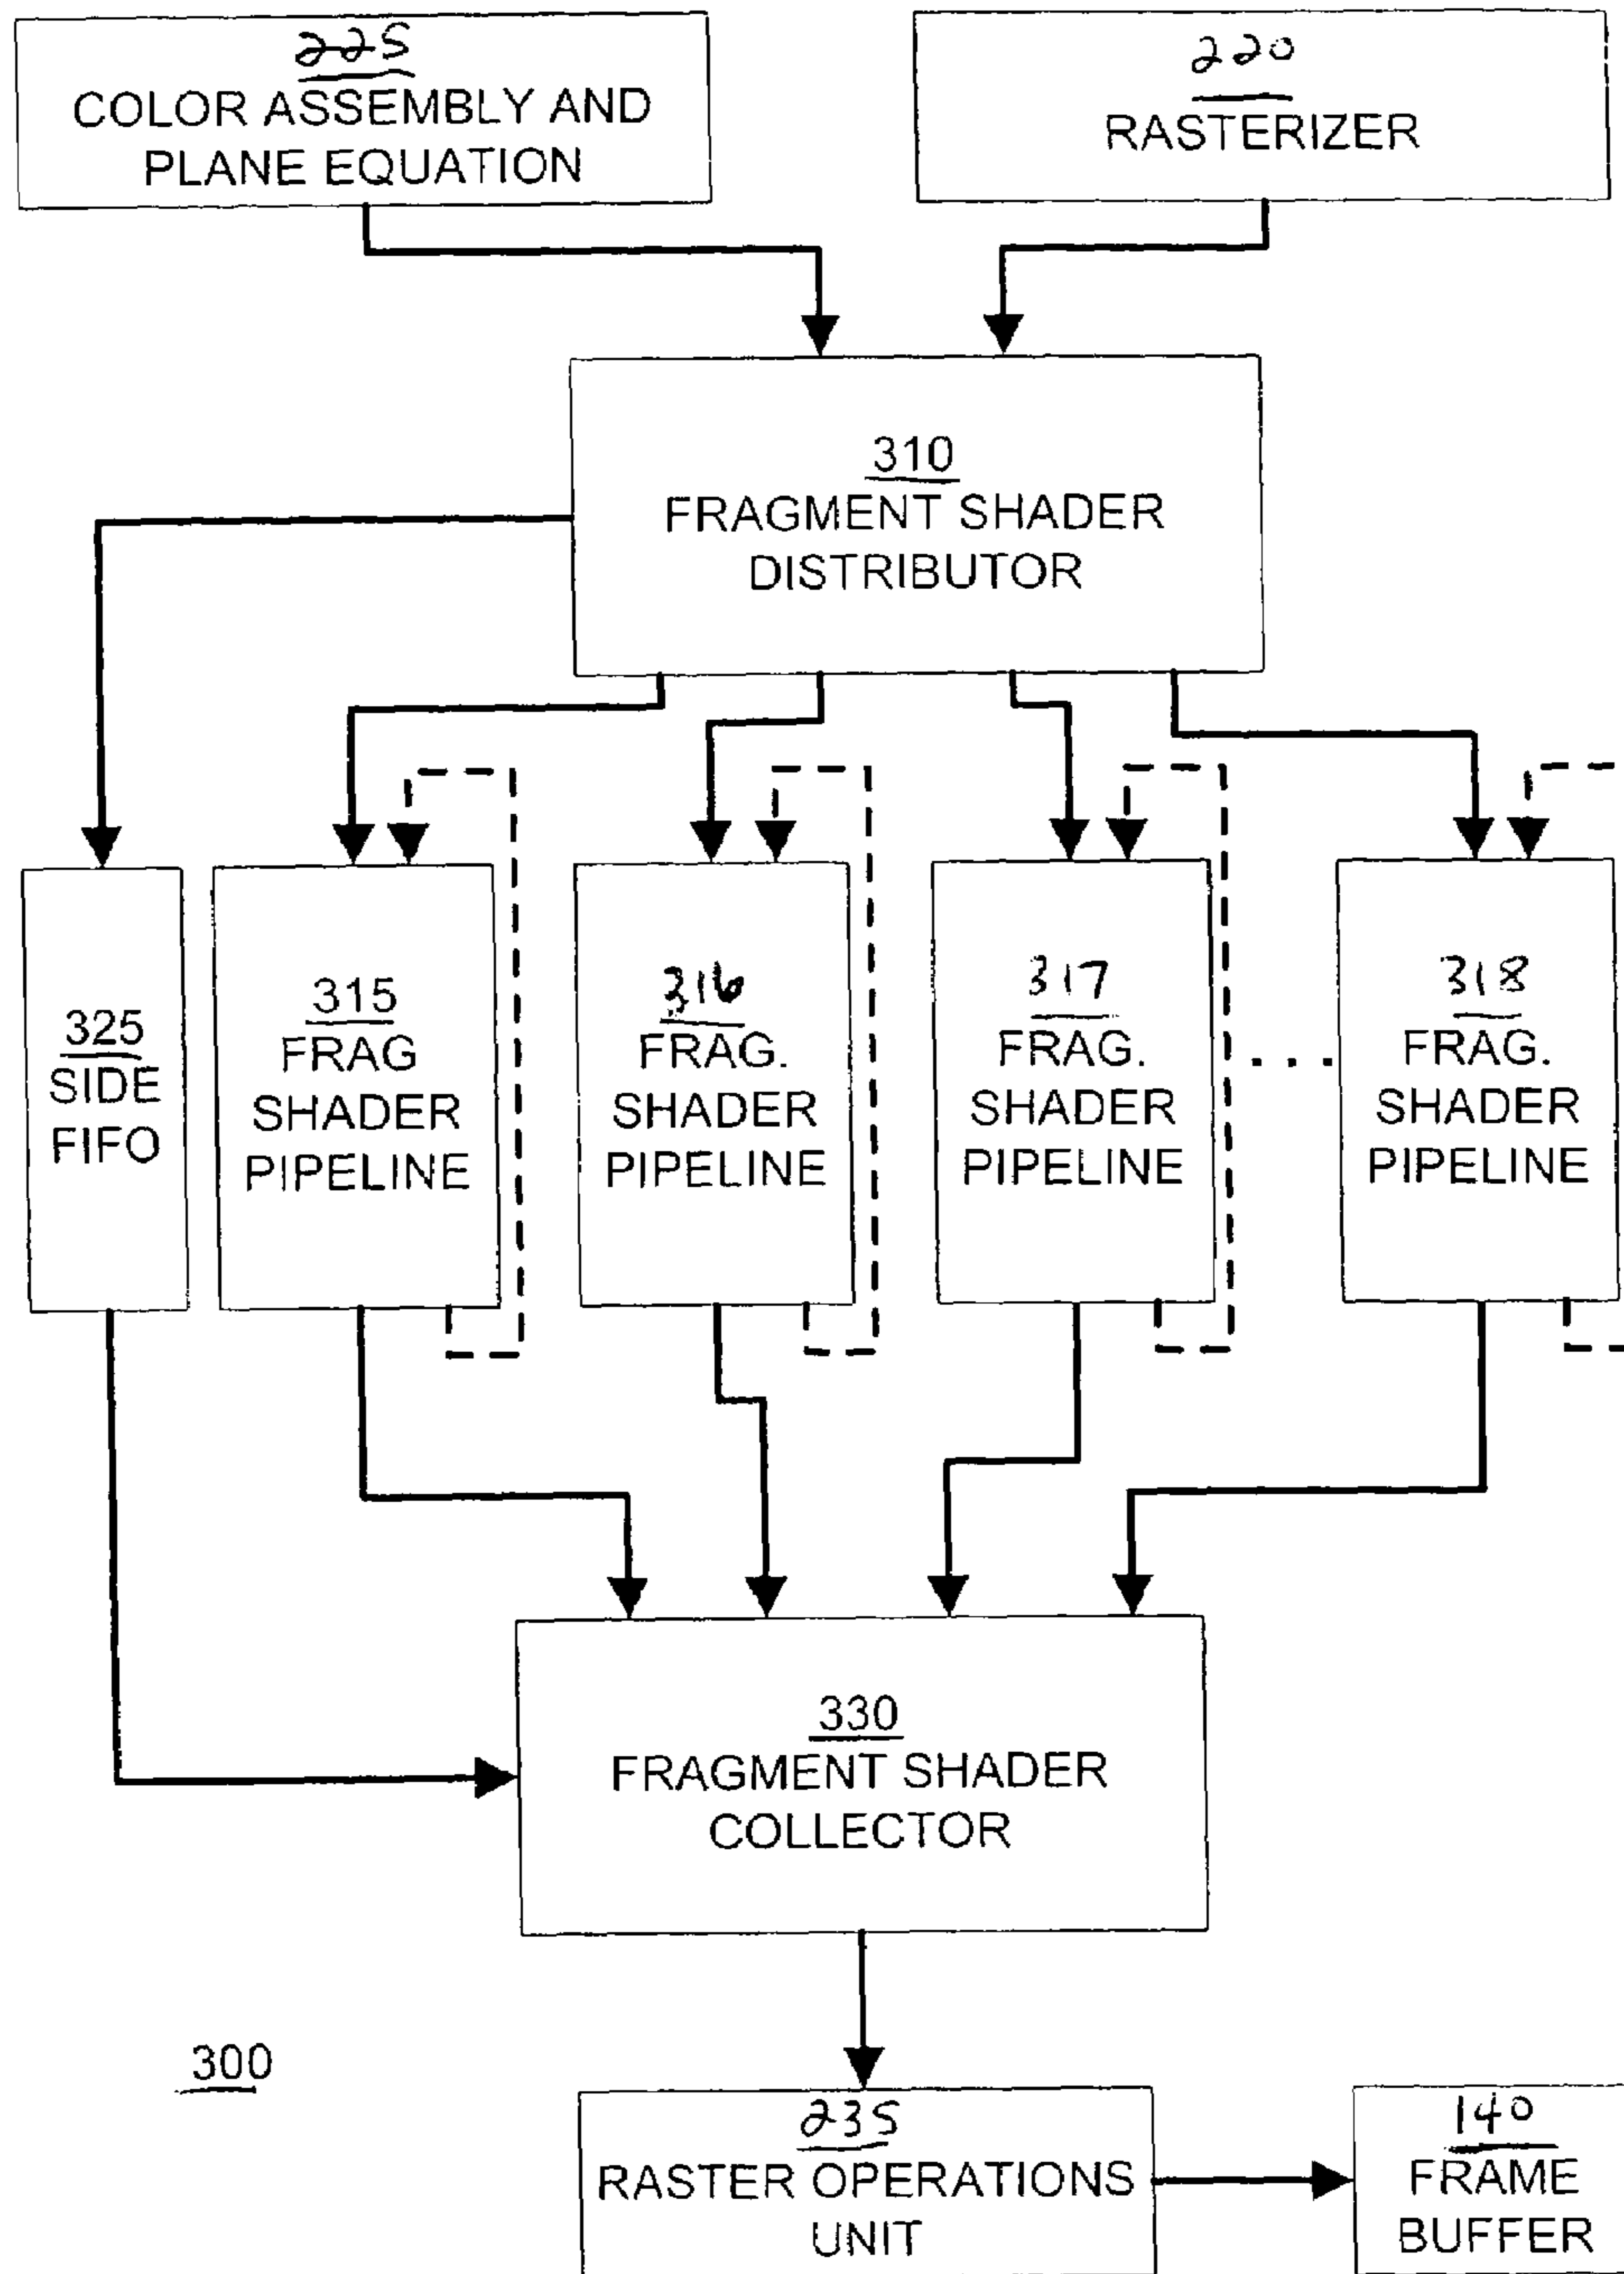 225
COLOR ASSEMBLY AND
PLANE EQUATION
220
RASTERIZER
310
FRAGMENT SHADER
DISTRIBUTOR
325
SIDE
FIFO
315
FRAG
SHADER
PIPELINE
316
FRAG.
SHADER
PIPELINE
317
FRAG.
SHADER
PIPELINE
...
318
FRAG.
SHADER
PIPELINE
330
FRAGMENT SHADER
COLLECTOR
300
235
RASTER OPERATIONS
UNIT
140
FRAME
BUFFER